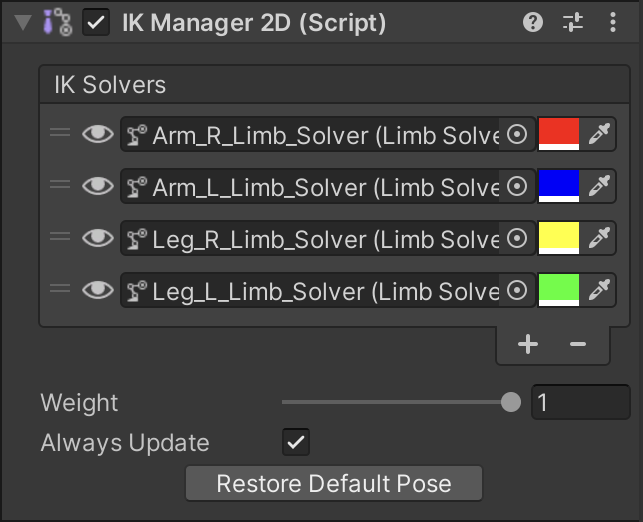 IK Manager 2D (Script)
IK Solvers
Arm_R_Limb_Solver (Limb Solve
Arm_L_Limb_Solver (Limb Solve
Leg_R_Limb_Solver (Limb Solve
Leg_L_Limb_Solver (Limb Solve
Weight 1
Always Update
Restore Default Pose